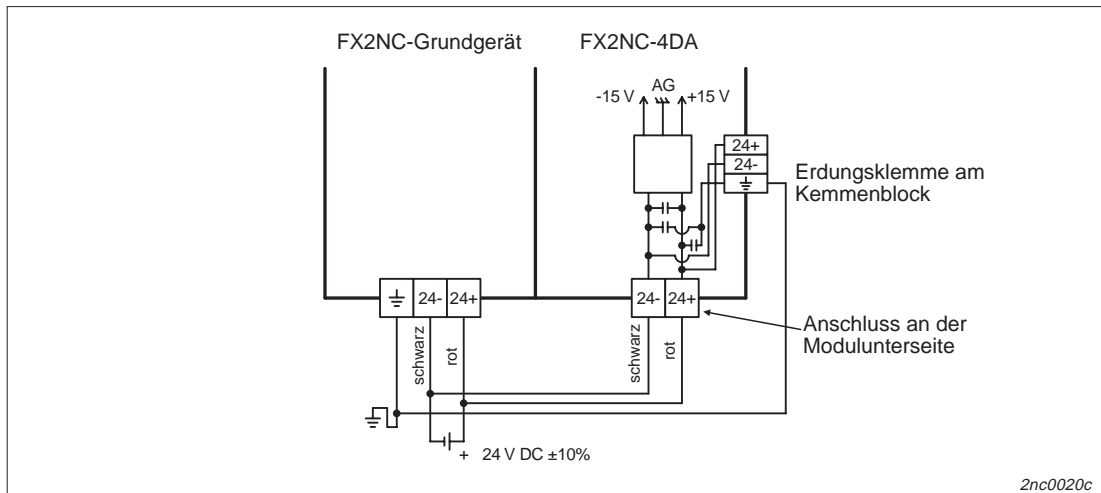 FX2NC-Grundgerät
FX2NC-4DA
-15 V
AG
+15 V
24+
24-
Erdungsklemme am
Kemmenblock
24-
24+
24-
24+
Anschluss an der
Modulunterseite
schwarz
rot
schwarz
rot
+ 24 V DC ±10%
2nc0020c